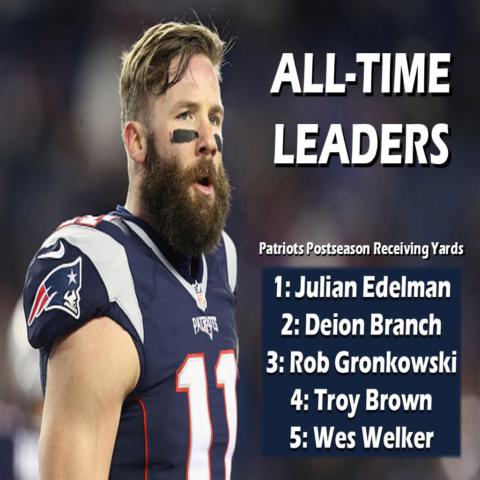 ALL-TIME
LEADERS
Patriots Postseason Receiving Yards
1: Julian Edelman
2: Deion Branch
3: Rob Gronkowski
4: Troy Brown
5: Wes Welker
11
PATRIOTS
11